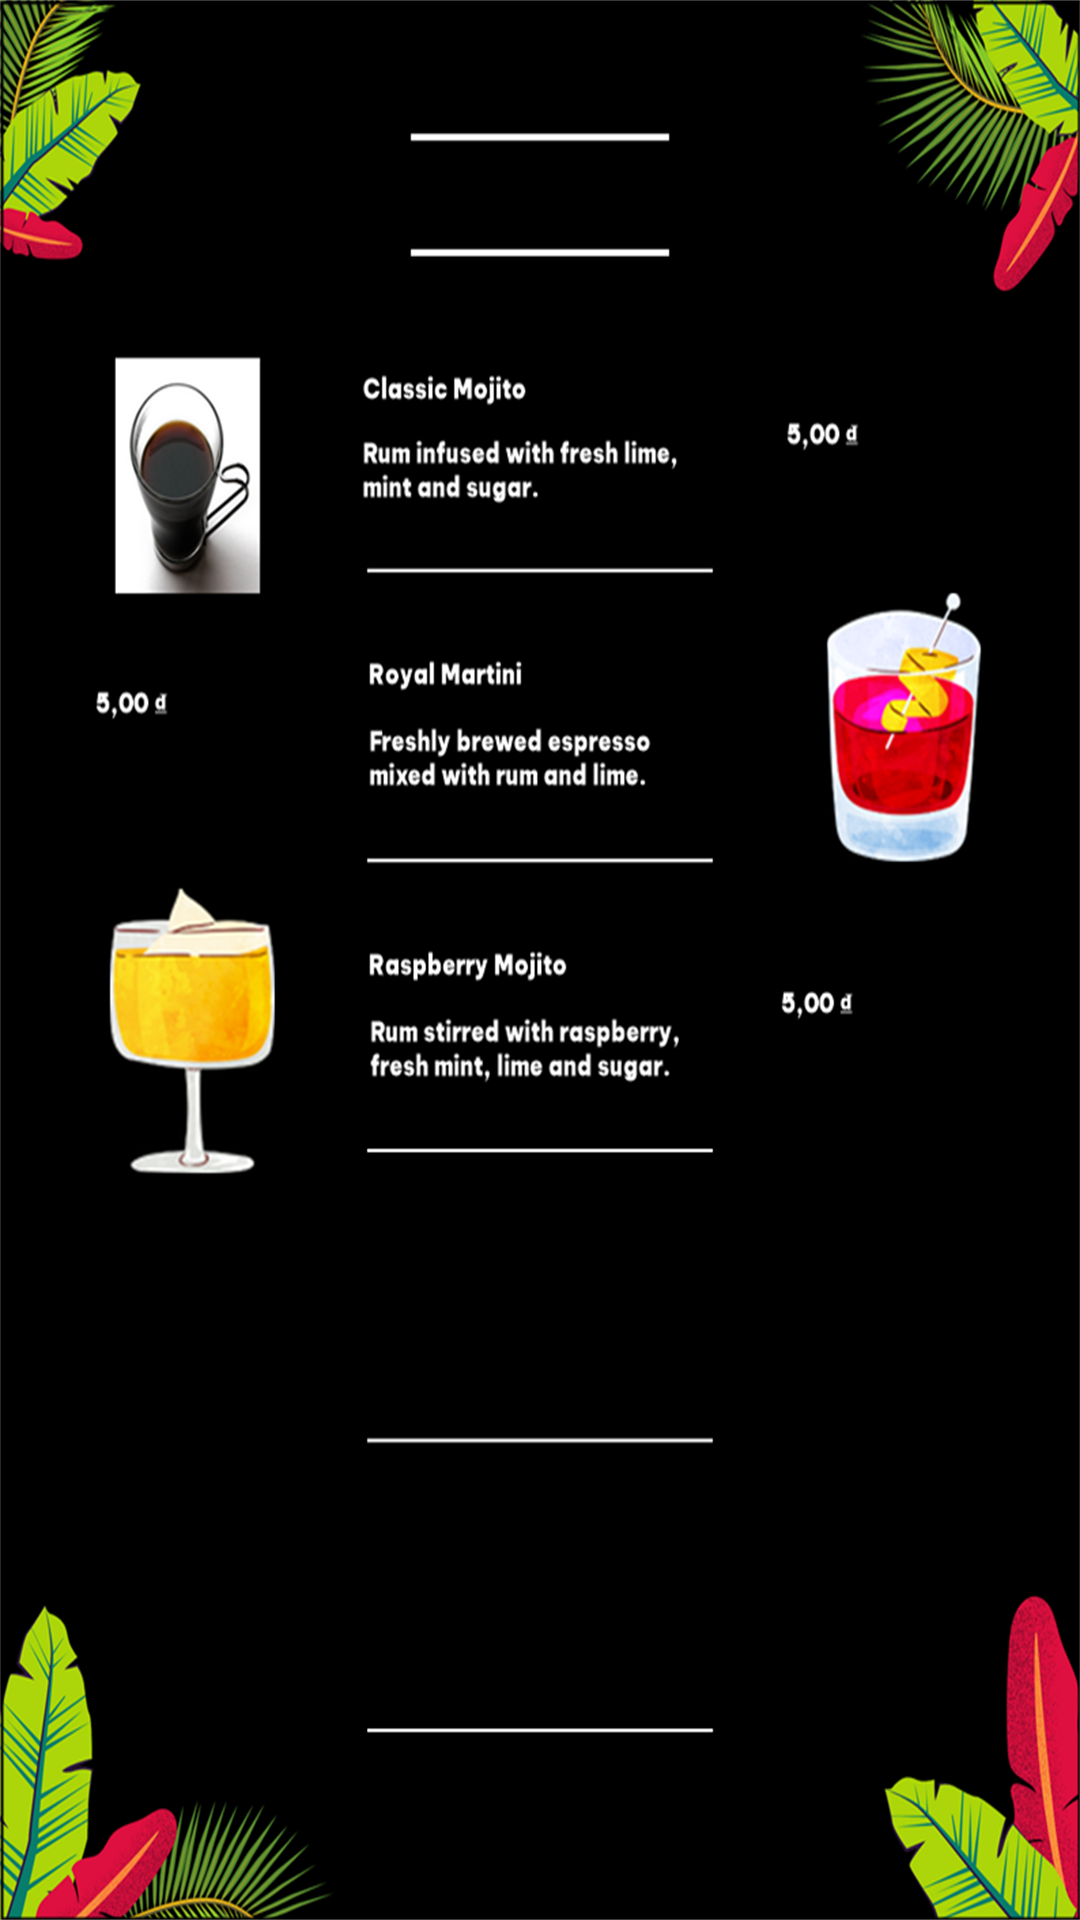 Classic Mojito
5,00 ₫
Rum infused with fresh lime,
mint and sugar.
Royal Martini
5,00 ₫
Freshly brewed espresso
mixed with rum and lime.
Raspberry Mojito
5,00 ₫
Rum stirred with raspberry,
fresh mint, lime and sugar.